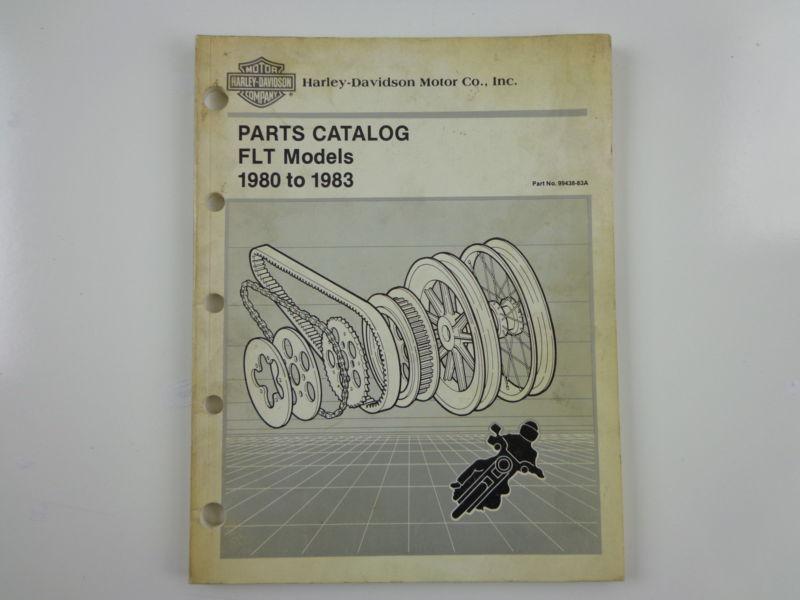 MOTOR
HARLEY-DAVIDSON
COMPANY
®
Harley-Davidson Motor Co., Inc.
PARTS CATALOG
FLT Models
1980 to 1983
Part No. 99438-83A